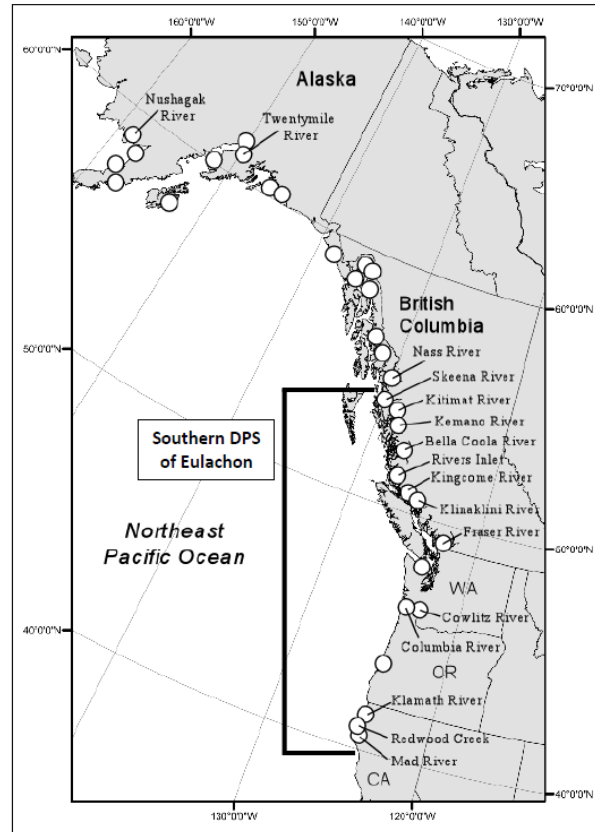 160°0'0"W
150°0'0"W
140°0'0"W
130°0'0"W
60°0'0"N
70°0'0"N
Alaska
Nushagak
River
Twentymile
River
British
Columbia
60°0'0"N
50°0'0"N
Nass River
Skeena River
Kitimat River
Kemano River
Bella Coola River
Rivers Inlet
Kingcome River
Klinaklini River
Fraser River
Southern DPS
of Eulachon
Northeast
Pacific Ocean
50°0'0"N
WA
Cowlitz River
Columbia River
40°0'0"N
OR
Klamath River
Redwood Creek
Mad River
CA
40°0'0"N
130°0'0"W
120°0'0"W